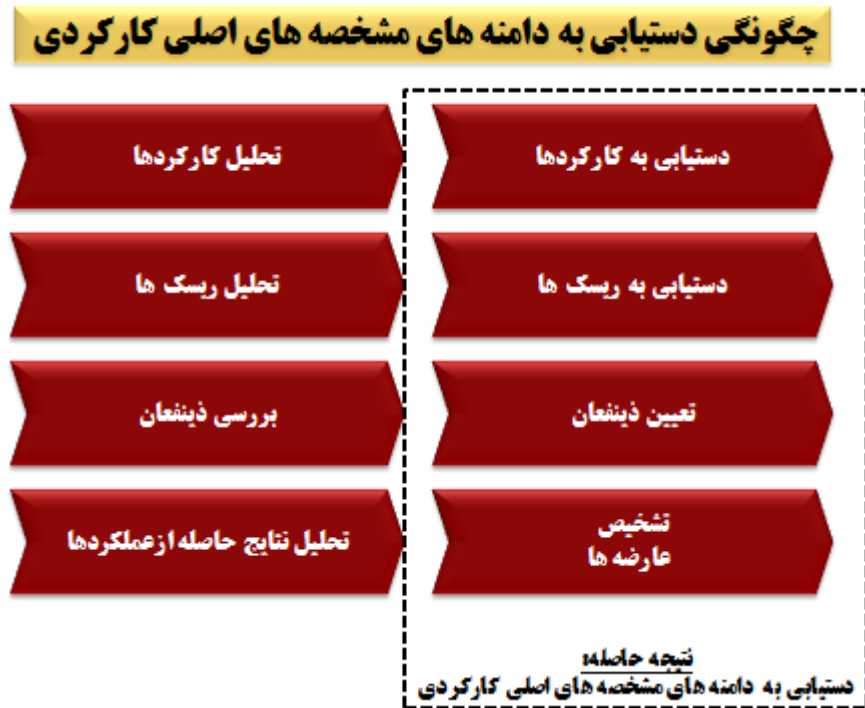 چگونگی دستیابی به دامنه های مشخصه های اصلی کارکردی
تحلیل کارکردها
دستیابی به کارکردها
تحلیل ریسک ها
دستیابی به ریسک ها
بررسی ذینفعان
تعیین ذینفعان
تحلیل نتایج حاصله ازعملکردها
تشخیص
عارضه ها
نتیجه حاصله:
دستیابی به دامنه های مشخصه های اصلی کارکردی